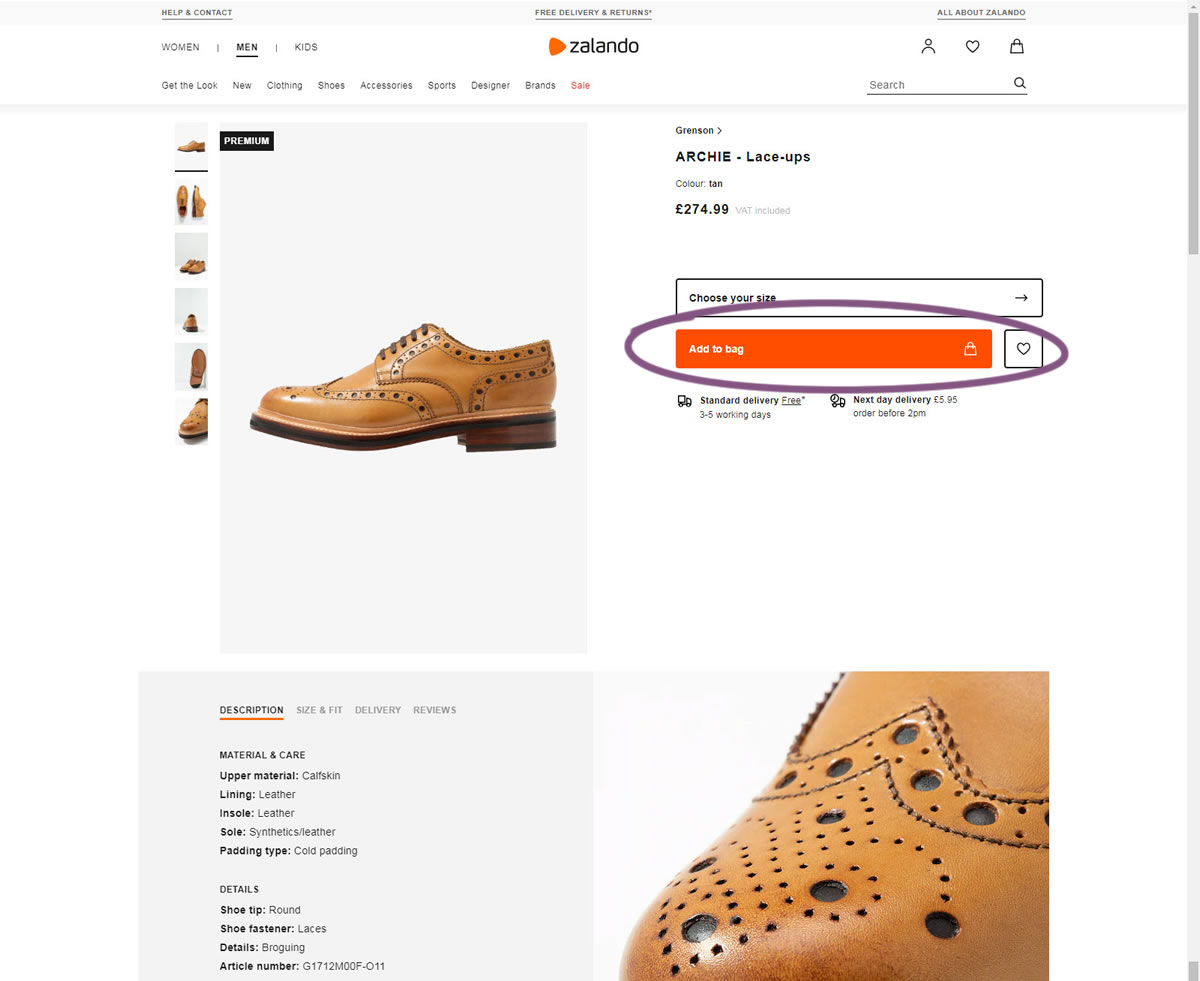 HELP & CONTACT
FREE DELIVERY & RETURNS*
ALL ABOUT ZALANDO
WOMEN | MEN | KIDS
zalando
Get the Look New Clothing Shoes Accessories Sports Designer Brands Sale
Search
PREMIUM
Grenson
ARCHIE - Lace-ups
Colour: tan
£274.99 VAT included
Choose your size
Add to bag
Standard delivery Free*
3-5 working days
Next day delivery £5.95
order before 2pm
DESCRIPTION SIZE & FIT DELIVERY REVIEWS
MATERIAL & CARE
Upper material: Calfskin
Lining: Leather
Insole: Leather
Sole: Synthetics/leather
Padding type: Cold padding
DETAILS
Shoe tip: Round
Shoe fastener: Laces
Details: Broguing
Article number: G1712M00F-O11